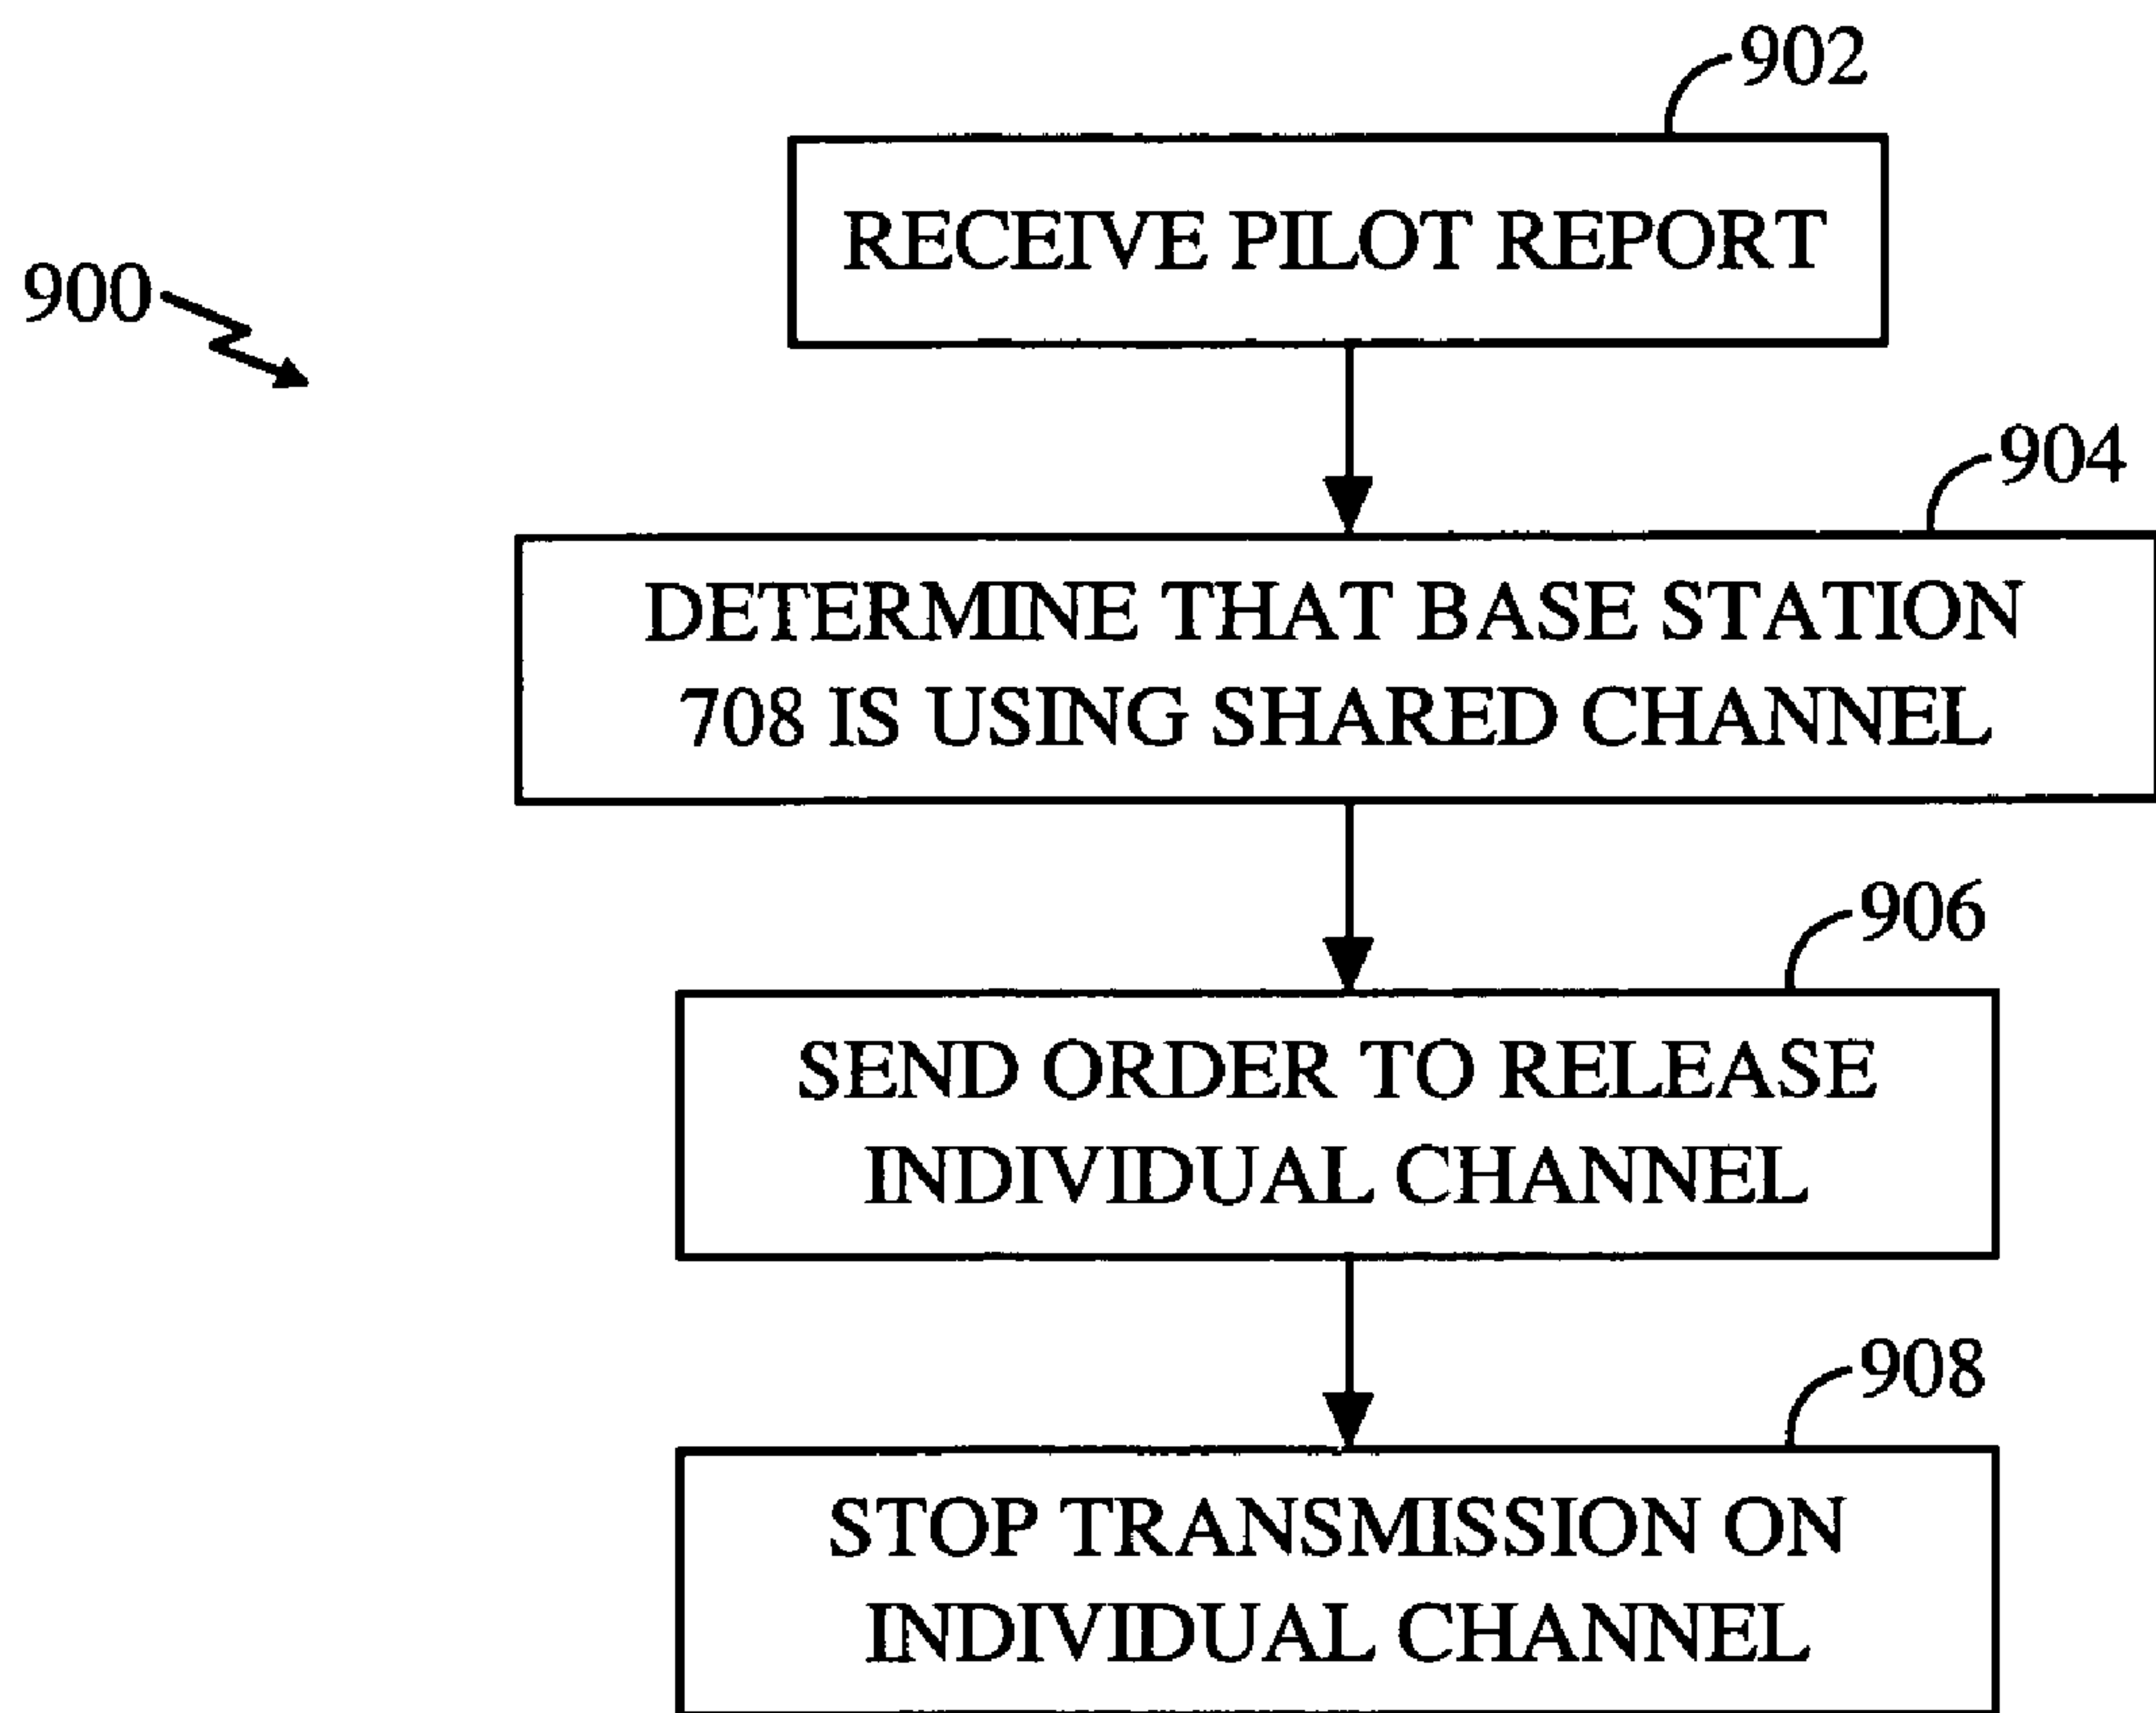 902
RECEIVE PILOT REPORT
900
904
DETERMINE THAT BASE STATION
708 IS USING SHARED CHANNEL
906
SEND ORDER TO RELEASE
INDIVIDUAL CHANNEL
908
STOP TRANSMISSION ON
INDIVIDUAL CHANNEL